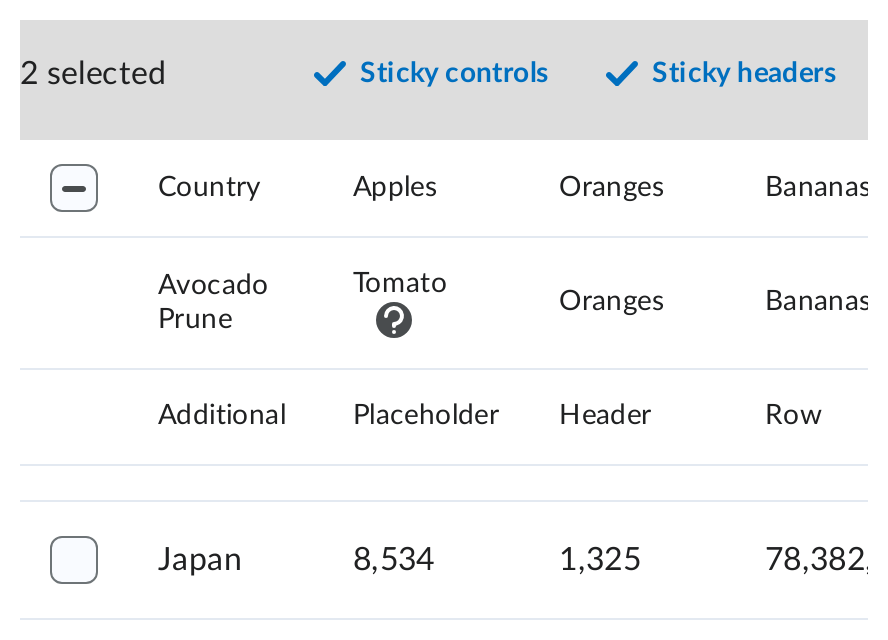 2 selected Sticky controls Sticky headers
Country Apples Oranges Bananas
Avocado Prune Tomato Oranges Bananas
Additional Placeholder Header Row
Japan 8,534 1,325 78,382,